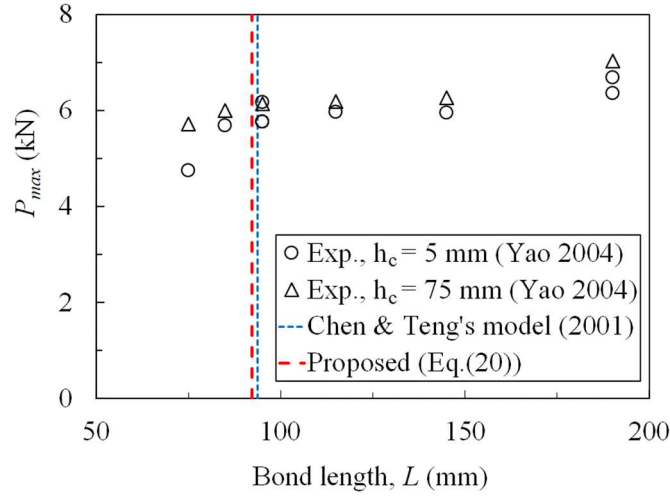 8
6
4
2
0
P_max (kN)
Exp., h_c = 5 mm (Yao 2004)
Exp., h_c = 75 mm (Yao 2004)
Chen & Teng's model (2001)
Proposed (Eq.(20))
50 100 150 200
Bond length, L (mm)